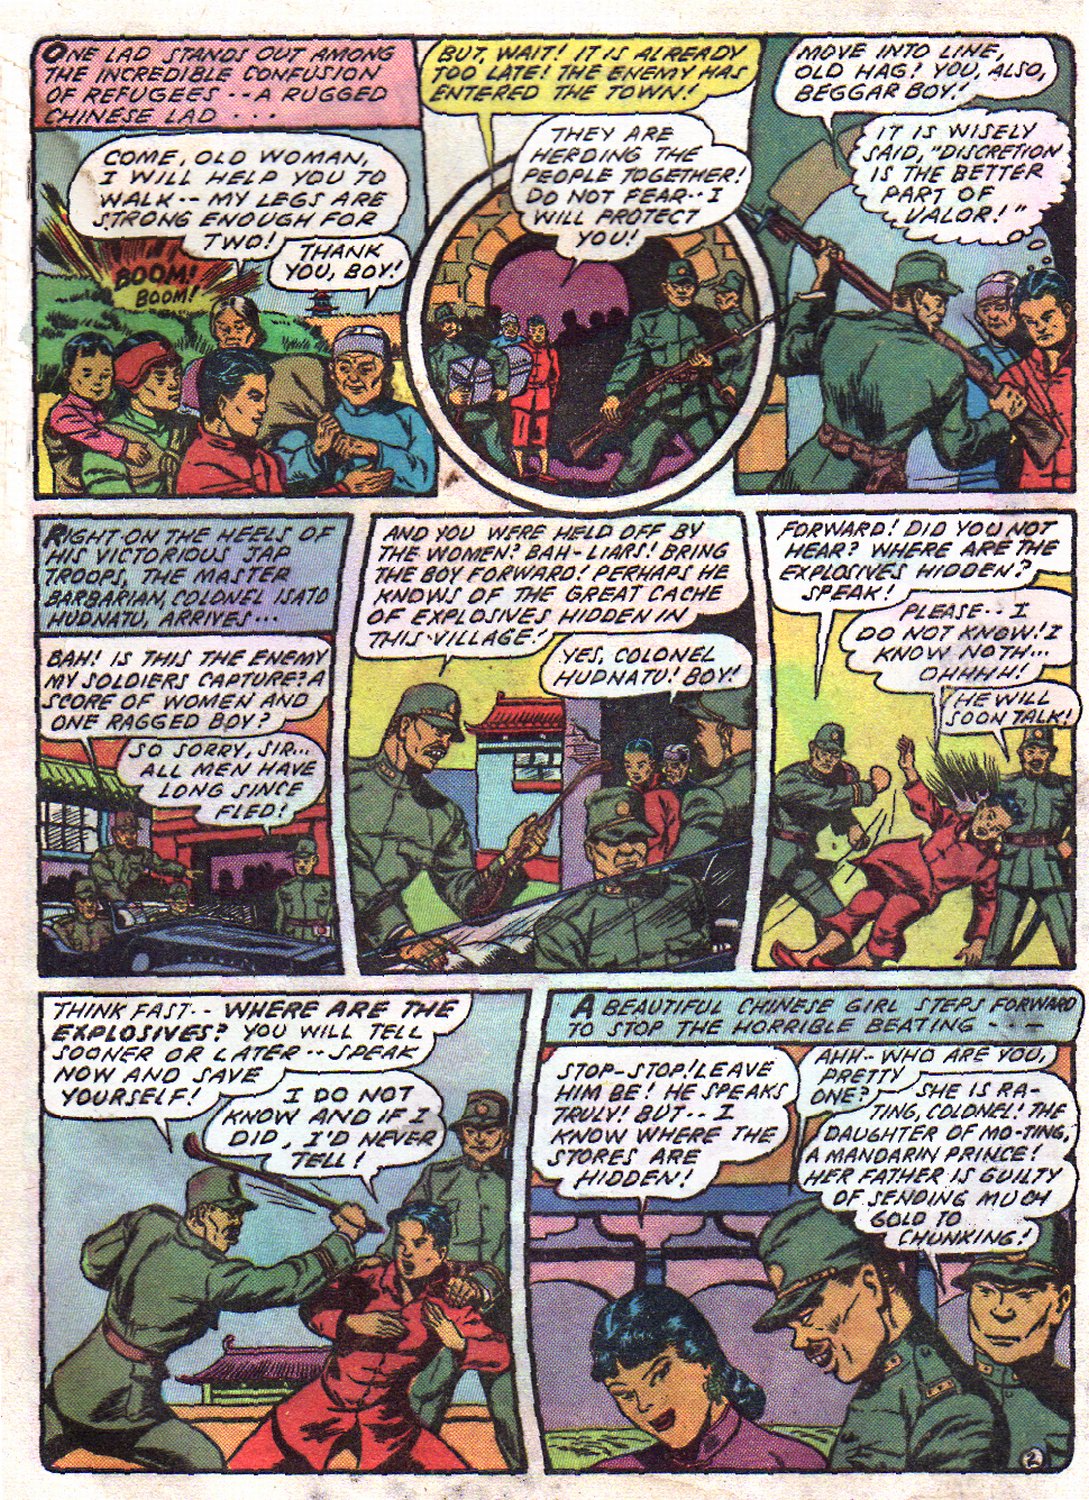 ONE LAD STANDS OUT AMONG
THE INCREDIBLE CONFUSION
OF REFUGEES -- A RUGGED
CHINESE LAD . . .
COME, OLD WOMAN,
I WILL HELP YOU TO
WALK -- MY LEGS ARE
STRONG ENOUGH FOR
TWO!
THANK
YOU, BOY!
BOOM!
BOOM!
BUT, WAIT! IT IS ALREADY
TOO LATE! THE ENEMY HAS
ENTERED THE TOWN!
THEY ARE
HERDING THE
PEOPLE TOGETHER!
DO NOT FEAR-- I
WILL PROTECT
YOU!
MOVE INTO LINE,
OLD HAG! YOU, ALSO,
BEGGAR BOY!
IT IS WISELY
SAID, "DISCRETION
IS THE BETTER
PART OF
VALOR!"
RIGHT ON THE HEELS OF
HIS VICTORIOUS JAP
TROOPS, THE MASTER
BARBARIAN, COLONEL ISATO
HUDNATU, ARRIVES...
BAH! IS THIS THE ENEMY
MY SOLDIERS CAPTURE? A
SCORE OF WOMEN AND
ONE RAGGED BOY?
SO SORRY, SIR...
ALL MEN HAVE
LONG SINCE
FLED!
AND YOU WERE HELD OFF BY
THE WOMEN? BAH-LIARS! BRING
THE BOY FORWARD! PERHAPS HE
KNOWS OF THE GREAT CACHE
OF EXPLOSIVES HIDDEN IN
THIS VILLAGE!
YES, COLONEL
HUDNATU! BOY!
FORWARD! DID YOU NOT
HEAR? WHERE ARE THE
EXPLOSIVES HIDDEN?
SPEAK!
PLEASE-- I
DO NOT KNOW! I
KNOW NOTH...
OHHHH!
HE WILL
SOON TALK!
THINK FAST-- WHERE ARE THE
EXPLOSIVES? YOU WILL TELL
SOONER OR LATER--SPEAK
NOW AND SAVE
YOURSELF!
I DO NOT
KNOW AND IF I
DID, I'D NEVER
TELL!
A BEAUTIFUL CHINESE GIRL STEPS FORWARD
TO STOP THE HORRIBLE BEATING - - -
STOP-STOP! LEAVE
HIM BE! HE SPEAKS
TRULY! BUT-- I
KNOW WHERE THE
STORES ARE
HIDDEN!
AHH-WHO ARE YOU,
PRETTY
ONE?
SHE IS RA-
TING, COLONEL! THE
DAUGHTER OF MO-TING,
A MANDARIN PRINCE!
HER FATHER IS GUILTY
OF SENDING MUCH
GOLD TO
CHUNKING!
2